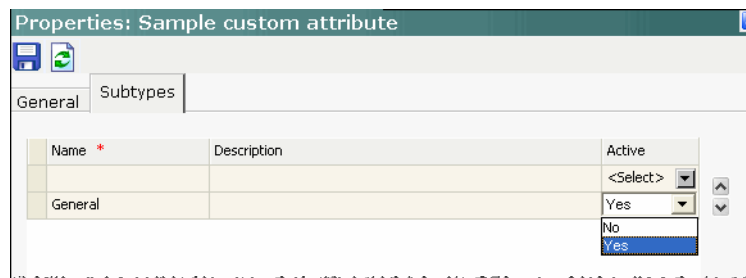 Properties: Sample custom attribute
General
Subtypes
Name *
Description
Active
<Select>
General
Yes
No
Yes